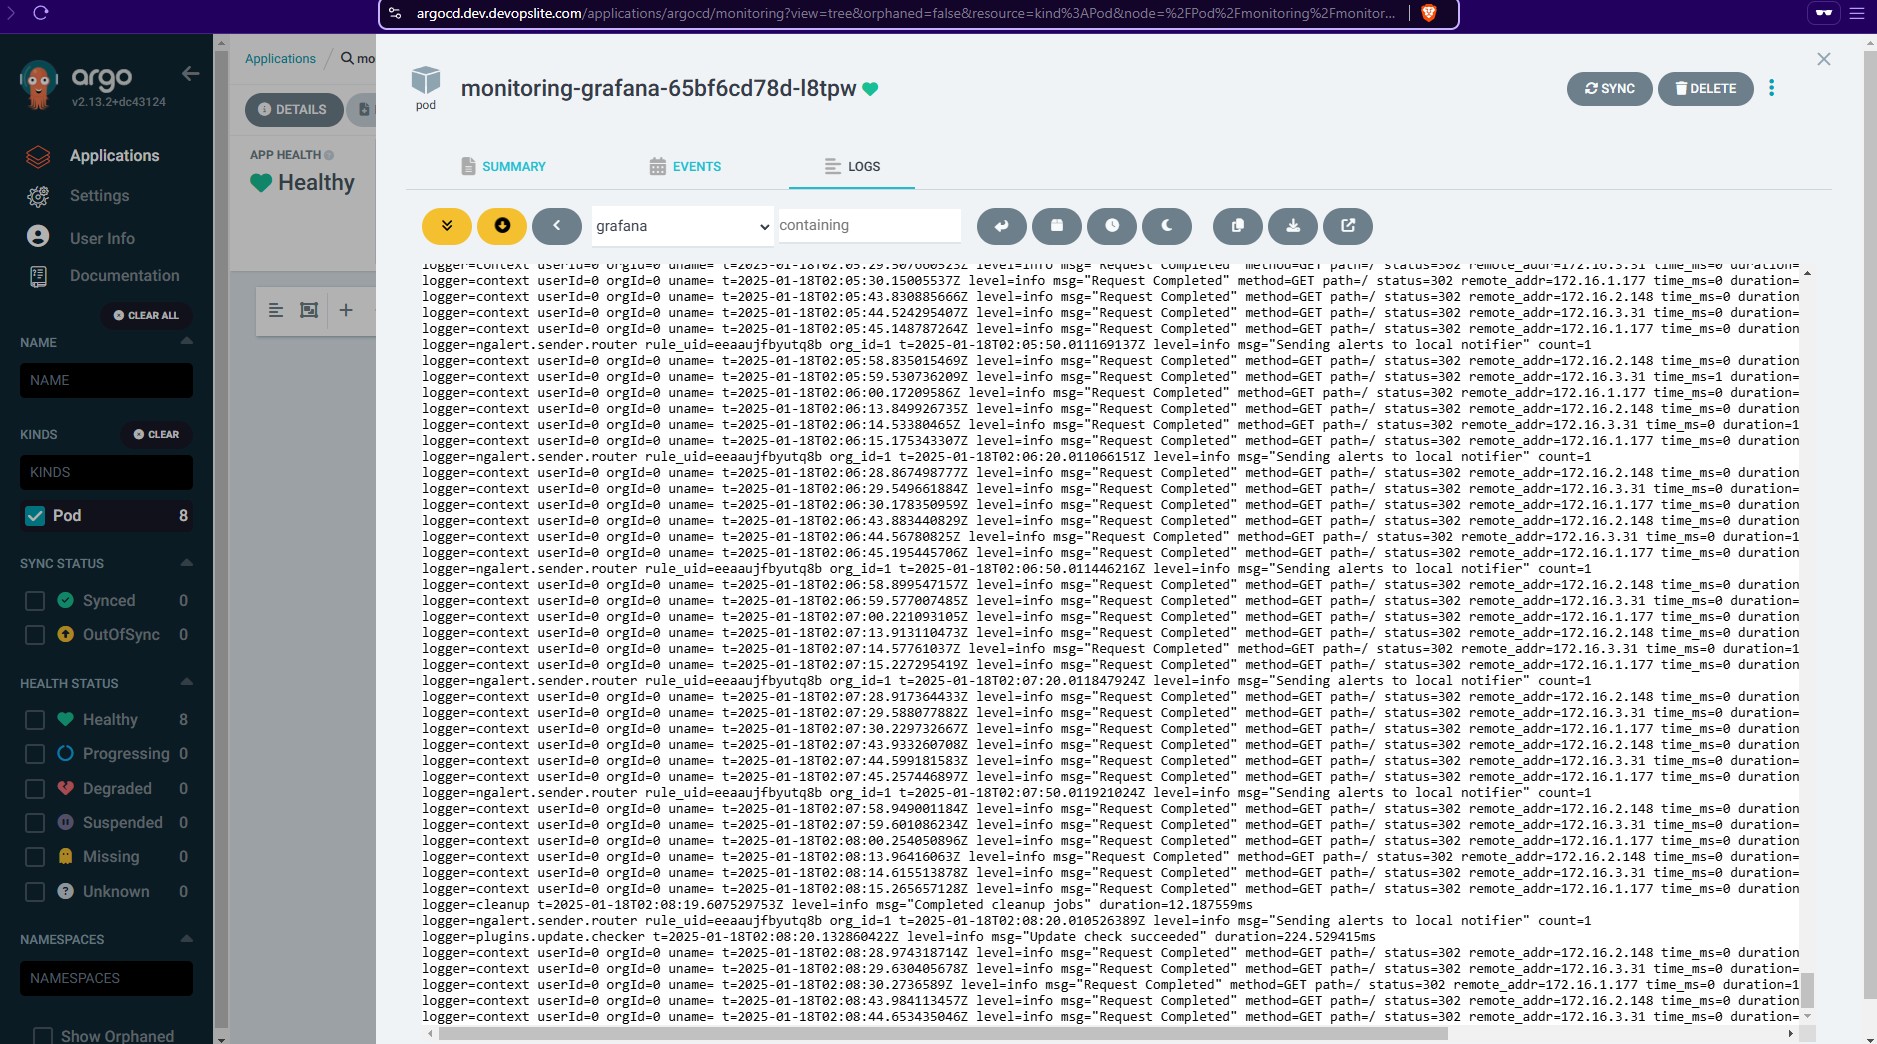 argocd.dev.devopslite.com/applications/argocd/monitoring?view=tree&orphaned=false&resource=kind%3APod&node=%2FPod%2Fmonitoring%2Fmonitor...
argo
v2.13.2+dc43124
Applications
Settings
User Info
Documentation
CLEAR ALL
NAME
NAME
KINDS
CLEAR
KINDS
Pod 8
SYNC STATUS
Synced 0
OutOfSync 0
HEALTH STATUS
Healthy 8
Progressing 0
Degraded 0
Suspended 0
Missing 0
Unknown 0
NAMESPACES
NAMESPACES
Show Orphaned
Applications / mo
DETAILS
APP HEALTH
Healthy
pod
monitoring-grafana-65bf6cd78d-l8tpw
SYNC
DELETE
SUMMARY
EVENTS
LOGS
grafana
containing
logger=context userId=0 orgId=0 uname= t=2025-01-18T02:05:29.507660523Z level=info msg="Request Completed" method=GET path=/ status=302 remote_addr=172.16.3.31 time_ms=0 duration=
logger=context userId=0 orgId=0 uname= t=2025-01-18T02:05:30.15005537Z level=info msg="Request Completed" method=GET path=/ status=302 remote_addr=172.16.1.177 time_ms=0 duration=
logger=context userId=0 orgId=0 uname= t=2025-01-18T02:05:43.830885666Z level=info msg="Request Completed" method=GET path=/ status=302 remote_addr=172.16.2.148 time_ms=0 duration
logger=context userId=0 orgId=0 uname= t=2025-01-18T02:05:44.524295407Z level=info msg="Request Completed" method=GET path=/ status=302 remote_addr=172.16.3.31 time_ms=0 duration=
logger=context userId=0 orgId=0 uname= t=2025-01-18T02:05:45.148787264Z level=info msg="Request Completed" method=GET path=/ status=302 remote_addr=172.16.1.177 time_ms=0 duration
logger=ngalert.sender.router rule_uid=eeaaujfbyutq8b org_id=1 t=2025-01-18T02:05:50.011169137Z level=info msg="Sending alerts to local notifier" count=1
logger=context userId=0 orgId=0 uname= t=2025-01-18T02:05:58.835015469Z level=info msg="Request Completed" method=GET path=/ status=302 remote_addr=172.16.2.148 time_ms=0 duration
logger=context userId=0 orgId=0 uname= t=2025-01-18T02:05:59.530736209Z level=info msg="Request Completed" method=GET path=/ status=302 remote_addr=172.16.3.31 time_ms=1 duration=
logger=context userId=0 orgId=0 uname= t=2025-01-18T02:06:00.17209586Z level=info msg="Request Completed" method=GET path=/ status=302 remote_addr=172.16.1.177 time_ms=0 duration=
logger=context userId=0 orgId=0 uname= t=2025-01-18T02:06:13.849926735Z level=info msg="Request Completed" method=GET path=/ status=302 remote_addr=172.16.2.148 time_ms=0 duration
logger=context userId=0 orgId=0 uname= t=2025-01-18T02:06:14.53380465Z level=info msg="Request Completed" method=GET path=/ status=302 remote_addr=172.16.3.31 time_ms=0 duration=1
logger=context userId=0 orgId=0 uname= t=2025-01-18T02:06:15.175343307Z level=info msg="Request Completed" method=GET path=/ status=302 remote_addr=172.16.1.177 time_ms=0 duration
logger=ngalert.sender.router rule_uid=eeaaujfbyutq8b org_id=1 t=2025-01-18T02:06:20.011066151Z level=info msg="Sending alerts to local notifier" count=1
logger=context userId=0 orgId=0 uname= t=2025-01-18T02:06:28.867498777Z level=info msg="Request Completed" method=GET path=/ status=302 remote_addr=172.16.2.148 time_ms=0 duration
logger=context userId=0 orgId=0 uname= t=2025-01-18T02:06:29.549661884Z level=info msg="Request Completed" method=GET path=/ status=302 remote_addr=172.16.3.31 time_ms=0 duration=
logger=context userId=0 orgId=0 uname= t=2025-01-18T02:06:30.178350959Z level=info msg="Request Completed" method=GET path=/ status=302 remote_addr=172.16.1.177 time_ms=0 duration
logger=context userId=0 orgId=0 uname= t=2025-01-18T02:06:43.883440829Z level=info msg="Request Completed" method=GET path=/ status=302 remote_addr=172.16.2.148 time_ms=0 duration
logger=context userId=0 orgId=0 uname= t=2025-01-18T02:06:44.56780825Z level=info msg="Request Completed" method=GET path=/ status=302 remote_addr=172.16.3.31 time_ms=0 duration=1
logger=context userId=0 orgId=0 uname= t=2025-01-18T02:06:45.195445706Z level=info msg="Request Completed" method=GET path=/ status=302 remote_addr=172.16.1.177 time_ms=0 duration
logger=ngalert.sender.router rule_uid=eeaaujfbyutq8b org_id=1 t=2025-01-18T02:06:50.011446216Z level=info msg="Sending alerts to local notifier" count=1
logger=context userId=0 orgId=0 uname= t=2025-01-18T02:06:58.899547157Z level=info msg="Request Completed" method=GET path=/ status=302 remote_addr=172.16.2.148 time_ms=0 duration
logger=context userId=0 orgId=0 uname= t=2025-01-18T02:06:59.577007485Z level=info msg="Request Completed" method=GET path=/ status=302 remote_addr=172.16.3.31 time_ms=0 duration=
logger=context userId=0 orgId=0 uname= t=2025-01-18T02:07:00.221093105Z level=info msg="Request Completed" method=GET path=/ status=302 remote_addr=172.16.1.177 time_ms=0 duration
logger=context userId=0 orgId=0 uname= t=2025-01-18T02:07:13.913110473Z level=info msg="Request Completed" method=GET path=/ status=302 remote_addr=172.16.2.148 time_ms=0 duration
logger=context userId=0 orgId=0 uname= t=2025-01-18T02:07:14.57761037Z level=info msg="Request Completed" method=GET path=/ status=302 remote_addr=172.16.3.31 time_ms=0 duration=1
logger=context userId=0 orgId=0 uname= t=2025-01-18T02:07:15.227295419Z level=info msg="Request Completed" method=GET path=/ status=302 remote_addr=172.16.1.177 time_ms=0 duration
logger=ngalert.sender.router rule_uid=eeaaujfbyutq8b org_id=1 t=2025-01-18T02:07:20.011847924Z level=info msg="Sending alerts to local notifier" count=1
logger=context userId=0 orgId=0 uname= t=2025-01-18T02:07:28.917364433Z level=info msg="Request Completed" method=GET path=/ status=302 remote_addr=172.16.2.148 time_ms=0 duration
logger=context userId=0 orgId=0 uname= t=2025-01-18T02:07:29.588077882Z level=info msg="Request Completed" method=GET path=/ status=302 remote_addr=172.16.3.31 time_ms=0 duration=
logger=context userId=0 orgId=0 uname= t=2025-01-18T02:07:30.229732667Z level=info msg="Request Completed" method=GET path=/ status=302 remote_addr=172.16.1.177 time_ms=0 duration
logger=context userId=0 orgId=0 uname= t=2025-01-18T02:07:43.933260708Z level=info msg="Request Completed" method=GET path=/ status=302 remote_addr=172.16.2.148 time_ms=0 duration
logger=context userId=0 orgId=0 uname= t=2025-01-18T02:07:44.599181583Z level=info msg="Request Completed" method=GET path=/ status=302 remote_addr=172.16.3.31 time_ms=0 duration=
logger=context userId=0 orgId=0 uname= t=2025-01-18T02:07:45.257446897Z level=info msg="Request Completed" method=GET path=/ status=302 remote_addr=172.16.1.177 time_ms=0 duration
logger=ngalert.sender.router rule_uid=eeaaujfbyutq8b org_id=1 t=2025-01-18T02:07:50.011921024Z level=info msg="Sending alerts to local notifier" count=1
logger=context userId=0 orgId=0 uname= t=2025-01-18T02:07:58.949001184Z level=info msg="Request Completed" method=GET path=/ status=302 remote_addr=172.16.2.148 time_ms=0 duration
logger=context userId=0 orgId=0 uname= t=2025-01-18T02:07:59.601086234Z level=info msg="Request Completed" method=GET path=/ status=302 remote_addr=172.16.3.31 time_ms=0 duration=
logger=context userId=0 orgId=0 uname= t=2025-01-18T02:08:00.254050896Z level=info msg="Request Completed" method=GET path=/ status=302 remote_addr=172.16.1.177 time_ms=0 duration
logger=context userId=0 orgId=0 uname= t=2025-01-18T02:08:13.96416063Z level=info msg="Request Completed" method=GET path=/ status=302 remote_addr=172.16.2.148 time_ms=0 duration=
logger=context userId=0 orgId=0 uname= t=2025-01-18T02:08:14.615513878Z level=info msg="Request Completed" method=GET path=/ status=302 remote_addr=172.16.3.31 time_ms=0 duration=
logger=context userId=0 orgId=0 uname= t=2025-01-18T02:08:15.265657128Z level=info msg="Request Completed" method=GET path=/ status=302 remote_addr=172.16.1.177 time_ms=0 duration
logger=cleanup t=2025-01-18T02:08:19.607529753Z level=info msg="Completed cleanup jobs" duration=12.187559ms
logger=ngalert.sender.router rule_uid=eeaaujfbyutq8b org_id=1 t=2025-01-18T02:08:20.010526389Z level=info msg="Sending alerts to local notifier" count=1
logger=plugins.update.checker t=2025-01-18T02:08:20.132860422Z level=info msg="Update check succeeded" duration=224.529415ms
logger=context userId=0 orgId=0 uname= t=2025-01-18T02:08:28.974318714Z level=info msg="Request Completed" method=GET path=/ status=302 remote_addr=172.16.2.148 time_ms=0 duration
logger=context userId=0 orgId=0 uname= t=2025-01-18T02:08:29.630405678Z level=info msg="Request Completed" method=GET path=/ status=302 remote_addr=172.16.3.31 time_ms=0 duration=
logger=context userId=0 orgId=0 uname= t=2025-01-18T02:08:30.2736589Z level=info msg="Request Completed" method=GET path=/ status=302 remote_addr=172.16.1.177 time_ms=0 duration=1
logger=context userId=0 orgId=0 uname= t=2025-01-18T02:08:43.984113457Z level=info msg="Request Completed" method=GET path=/ status=302 remote_addr=172.16.2.148 time_ms=0 duration
logger=context userId=0 orgId=0 uname= t=2025-01-18T02:08:44.653435046Z level=info msg="Request Completed" method=GET path=/ status=302 remote_addr=172.16.3.31 time_ms=0 duration=